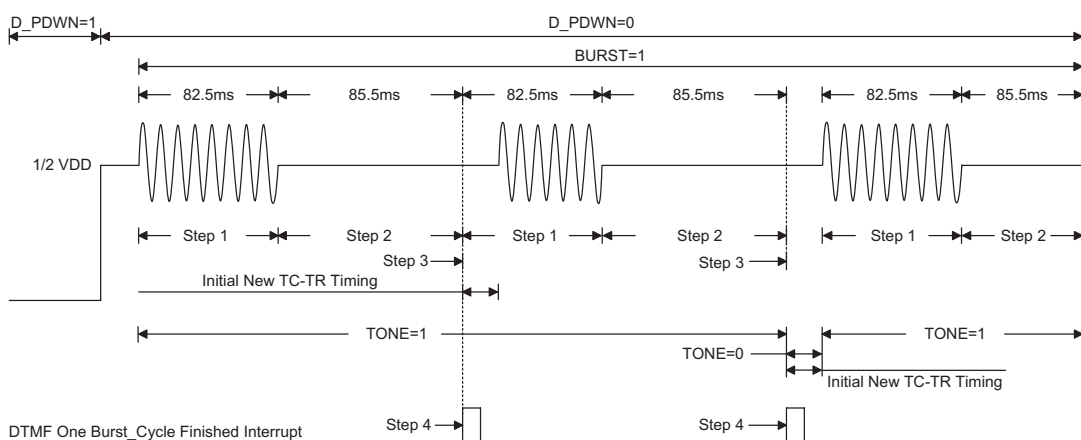 D_PDWN=1 D_PDWN=0
BURST=1
82.5ms 85.5ms 82.5ms 85.5ms 82.5ms 85.5ms
1/2 VDD
Step 1 Step 2 Step 1 Step 2 Step 1 Step 2
Step 3 Step 3
Initial New TC-TR Timing
TONE=1 TONE=1
TONE=0
Initial New TC-TR Timing
Step 4 Step 4
DTMF One Burst_Cycle Finished Interrupt